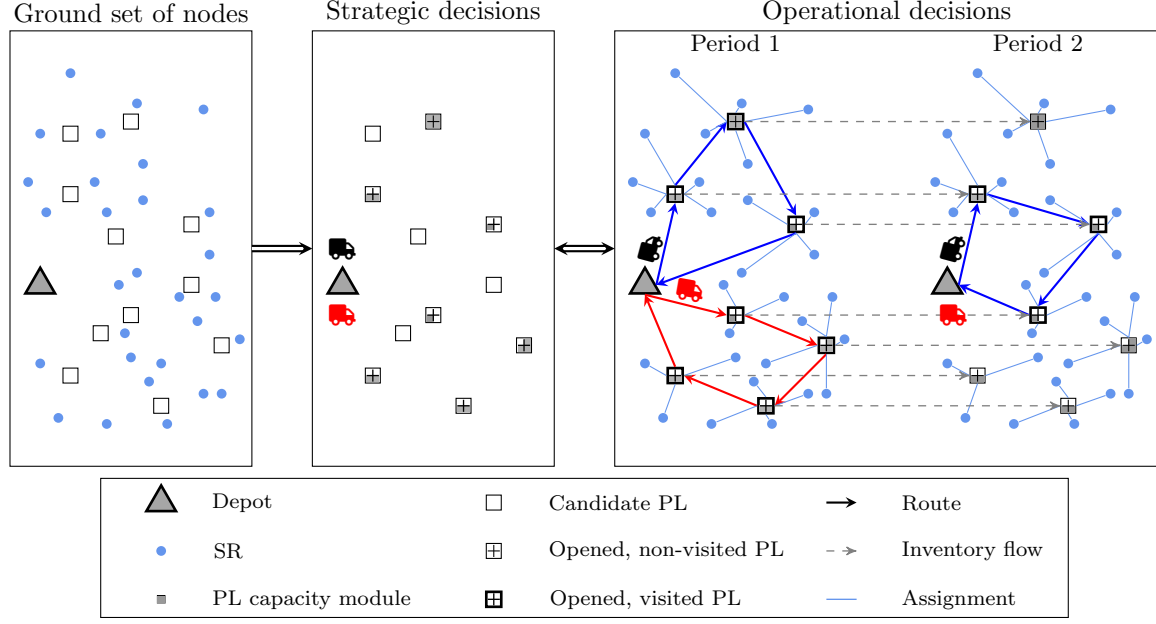 Ground set of nodes
Strategic decisions
Operational decisions
Period 1
Period 2
Depot
Candidate PL
Route
SR
Opened, non-visited PL
Inventory flow
PL capacity module
Opened, visited PL
Assignment